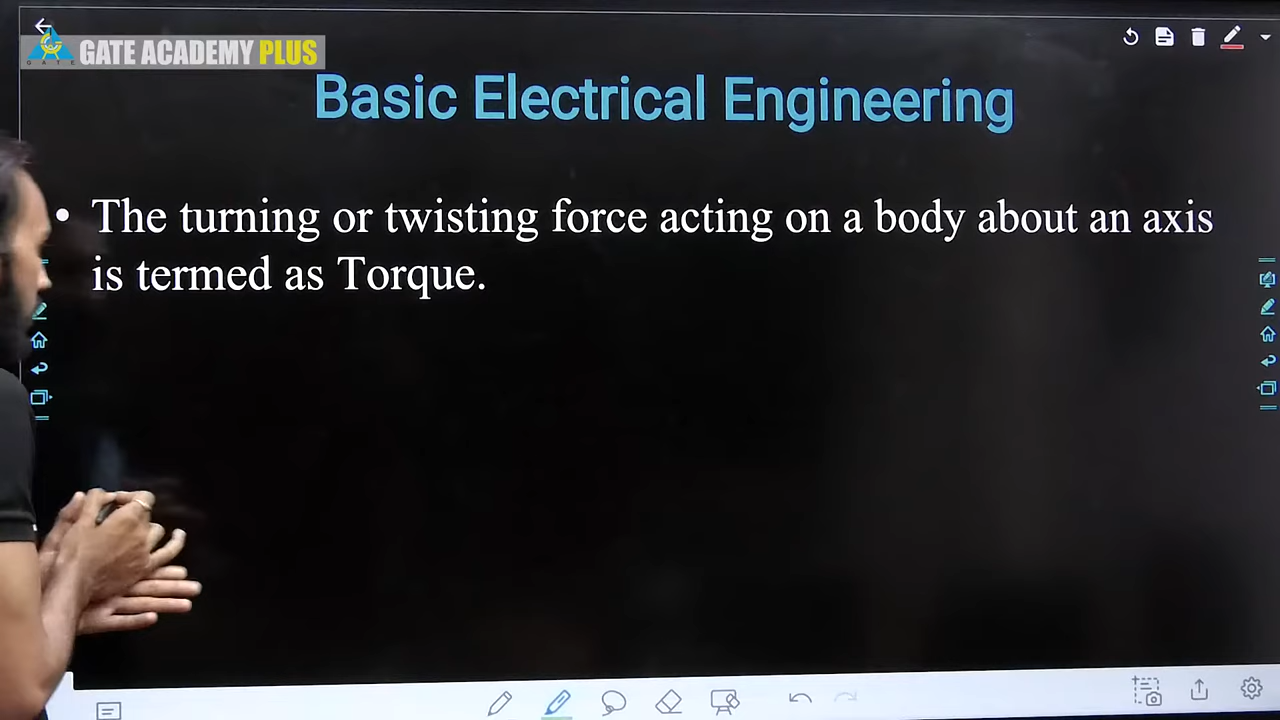 GATE ACADEMY PLUS
GATE
Basic Electrical Engineering
• The turning or twisting force acting on a body about an axis
is termed as Torque.